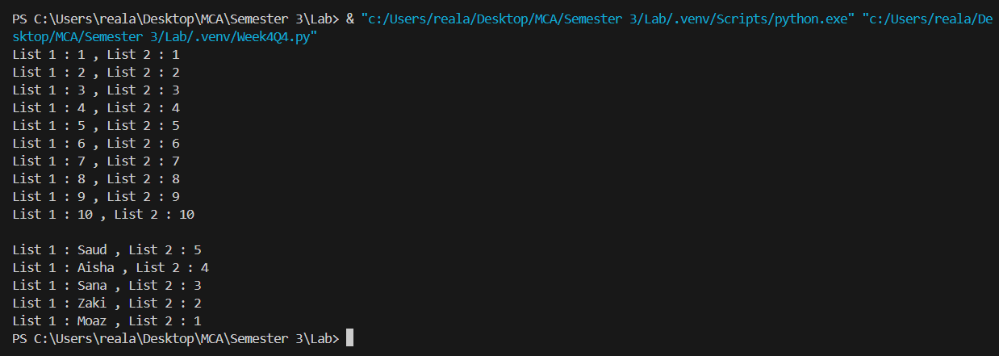 PS C:\Users\reala\Desktop\MCA\Semester 3\Lab> & "c:/Users/reala/Desktop/MCA/Semester 3/Lab/.venv/Scripts/python.exe" "c:/Users/reala/De
sktop/MCA/Semester 3/Lab/.venv/Week4Q4.py"
List 1 : 1 , List 2 : 1
List 1 : 2 , List 2 : 2
List 1 : 3 , List 2 : 3
List 1 : 4 , List 2 : 4
List 1 : 5 , List 2 : 5
List 1 : 6 , List 2 : 6
List 1 : 7 , List 2 : 7
List 1 : 8 , List 2 : 8
List 1 : 9 , List 2 : 9
List 1 : 10 , List 2 : 10

List 1 : Saud , List 2 : 5
List 1 : Aisha , List 2 : 4
List 1 : Sana , List 2 : 3
List 1 : Zaki , List 2 : 2
List 1 : Moaz , List 2 : 1
PS C:\Users\reala\Desktop\MCA\Semester 3\Lab>